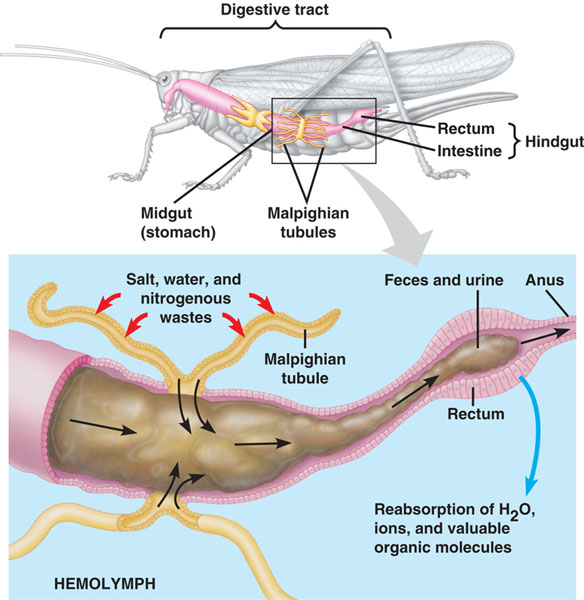 Digestive tract
Rectum
Intestine
Hindgut
Midgut
(stomach)
Malpighian
tubules
Salt, water, and
nitrogenous
wastes
Feces and urine
Anus
Malpighian
tubule
Rectum
Reabsorption of H2O,
ions, and valuable
organic molecules
HEMOLYMPH